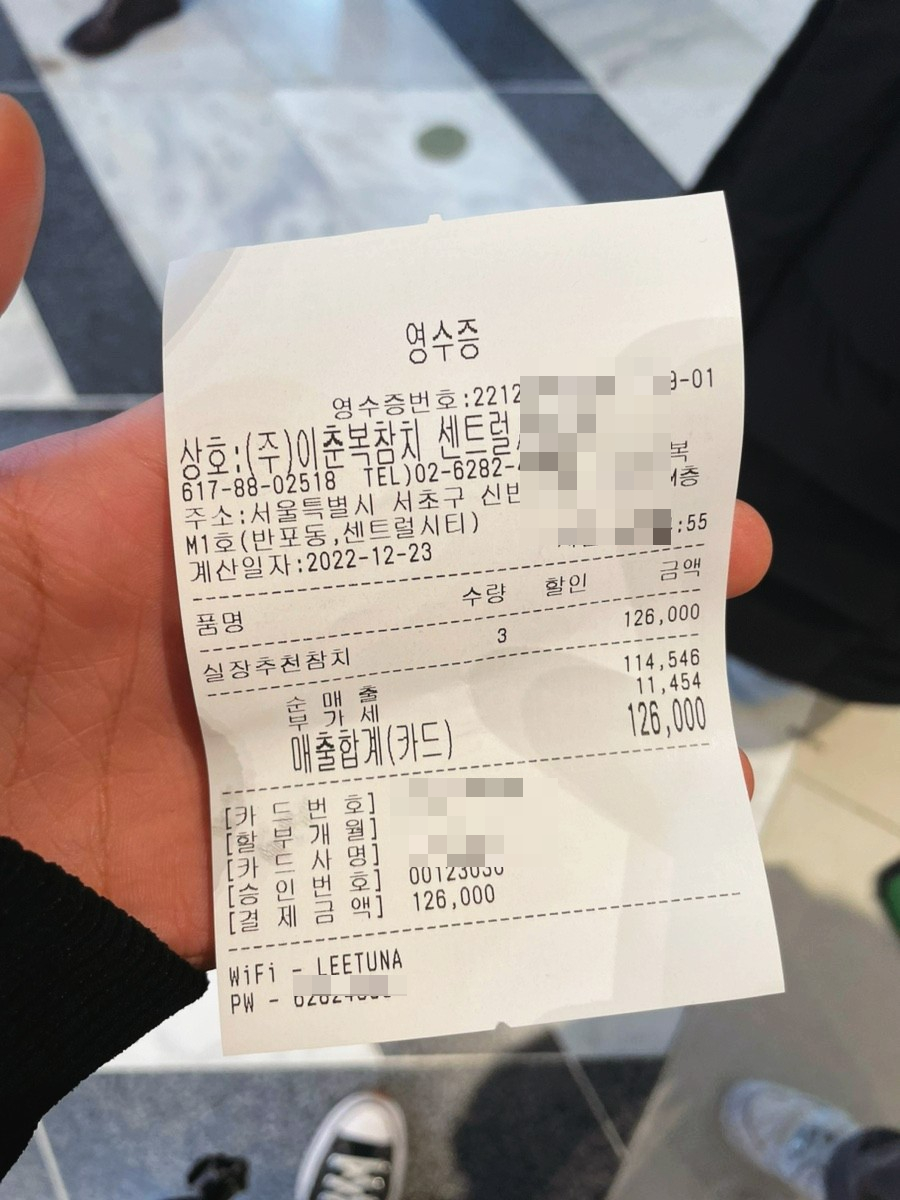 영수증
영수증번호:2212 9-01
상호:(주)이춘복참치 센트럴 복
617-88-02518 TEL)02-6282- M층
주소:서울특별시 서초구 신반
M1호(반포동,센트럴시티)
계산일자:2022-12-23 :55
품명 수량 할인 금액
실장추천참치 3 126,000
순 매 출 114,546
부 가 세 11,454
매출합계(카드) 126,000
[카 드 번 호]
[할 부 개 월]
[카 드 사 명]
[승 인 번 호]
[결 제 금 액] 126,000
WiFi - LEETUNA
PW -